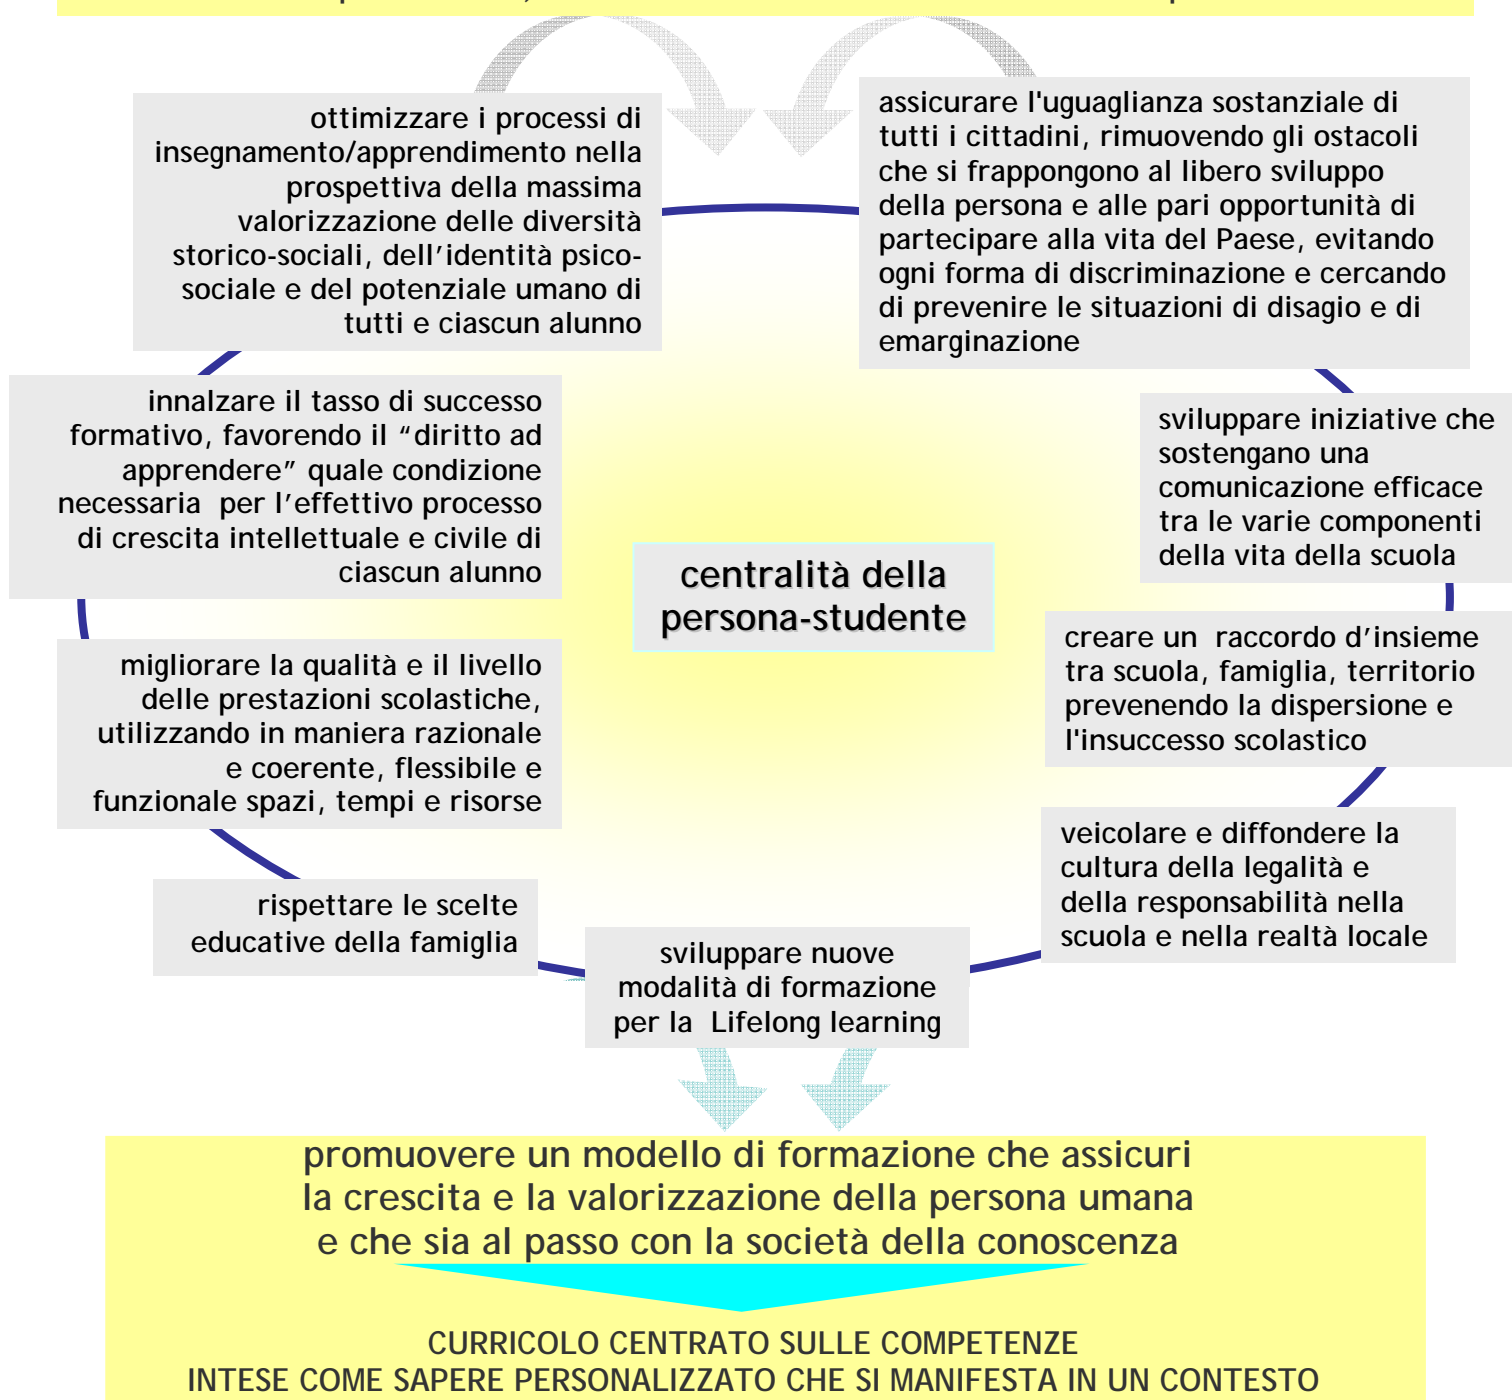 ottimizzare i processi di
insegnamento/apprendimento nella
prospettiva della massima
valorizzazione delle diversità
storico-sociali, dell'identità psico-
sociale e del potenziale umano di
tutti e ciascun alunno
assicurare l'uguaglianza sostanziale di
tutti i cittadini, rimuovendo gli ostacoli
che si frappongono al libero sviluppo
della persona e alle pari opportunità di
partecipare alla vita del Paese, evitando
ogni forma di discriminazione e cercando
di prevenire le situazioni di disagio e di
emarginazione
innalzare il tasso di successo
formativo, favorendo il “diritto ad
apprendere” quale condizione
necessaria per l'effettivo processo
di crescita intellettuale e civile di
ciascun alunno
sviluppare iniziative che
sostengano una
comunicazione efficace
tra le varie componenti
della vita della scuola
centralità della
persona-studente
migliorare la qualità e il livello
delle prestazioni scolastiche,
utilizzando in maniera razionale
e coerente, flessibile e
funzionale spazi, tempi e risorse
creare un raccordo d'insieme
tra scuola, famiglia, territorio
prevenendo la dispersione e
l'insuccesso scolastico
rispettare le scelte
educative della famiglia
veicolare e diffondere la
cultura della legalità e
della responsabilità nella
scuola e nella realtà locale
sviluppare nuove
modalità di formazione
per la Lifelong learning
promuovere un modello di formazione che assicuri
la crescita e la valorizzazione della persona umana
e che sia al passo con la società della conoscenza
CURRICOLO CENTRATO SULLE COMPETENZE
INTESE COME SAPERE PERSONALIZZATO CHE SI MANIFESTA IN UN CONTESTO